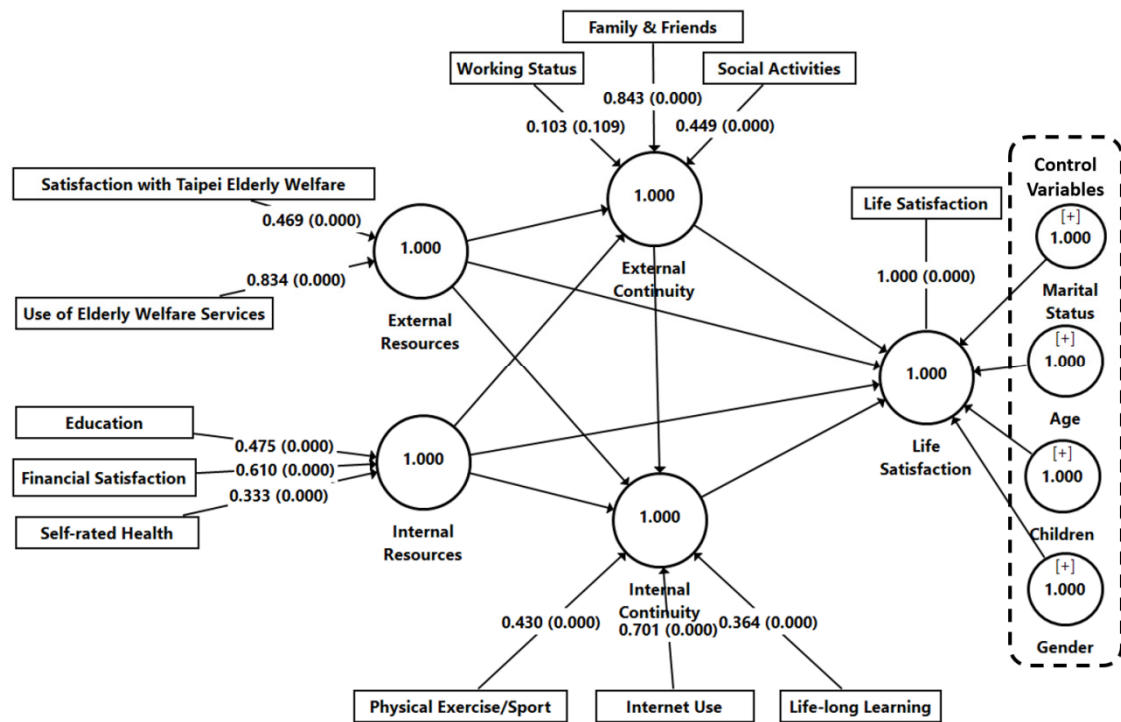 Family & Friends
Working Status
Social Activities
0.843 (0.000)
0.103 (0.109)
0.449 (0.000)
Control
Variables
Satisfaction with Taipei Elderly Welfare
0.469 (0.000)
1.000
External
Continuity
Life Satisfaction
[+]
1.000
Marital
Status
1.000
External
Resources
0.834 (0.000)
Use of Elderly Welfare Services
1.000 (0.000)
[+]
1.000
Age
1.000
Life
Satisfaction
Education
0.475 (0.000)
Financial Satisfaction
0.610 (0.000)
0.333 (0.000)
Self-rated Health
1.000
Internal
Resources
[+]
1.000
Children
1.000
Internal
Continuity
[+]
1.000
Gender
0.430 (0.000)
0.701 (0.000)
0.364 (0.000)
Physical Exercise/Sport
Internet Use
Life-long Learning